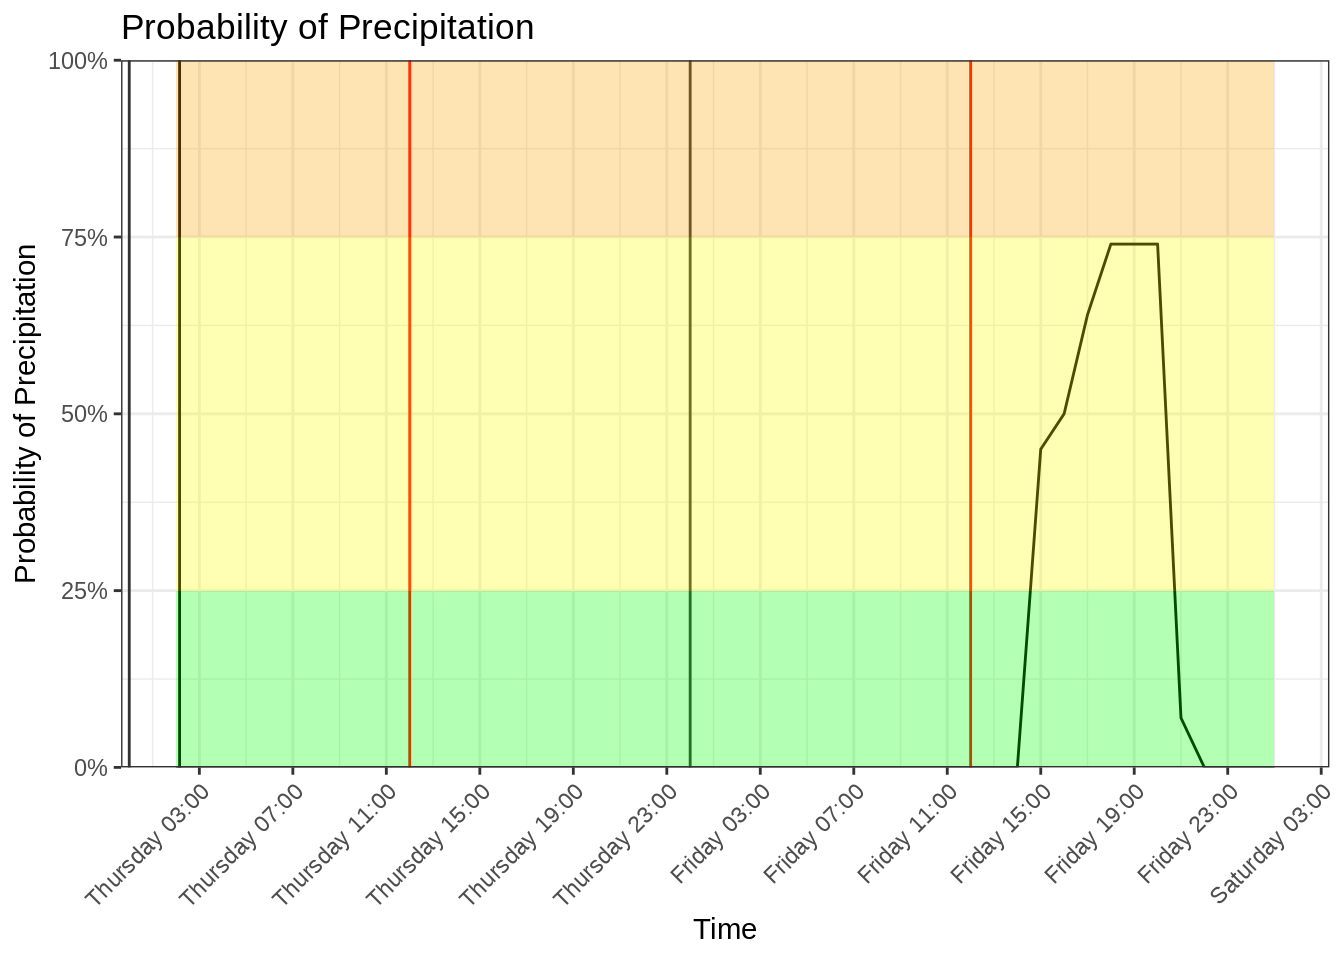 Probability of Precipitation
Probability of Precipitation
100%
75%
50%
25%
0%
Thursday 03:00
Thursday 07:00
Thursday 11:00
Thursday 15:00
Thursday 19:00
Thursday 23:00
Friday 03:00
Friday 07:00
Friday 11:00
Friday 15:00
Friday 19:00
Friday 23:00
Saturday 03:00
Time